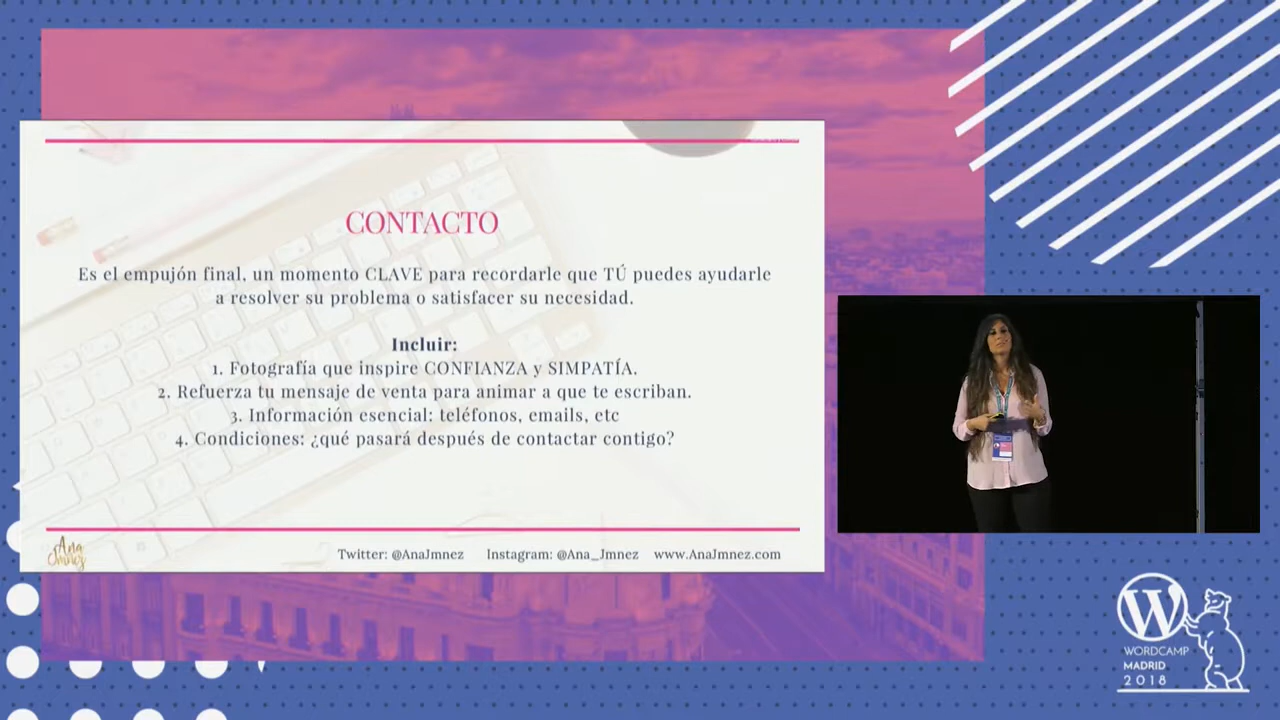 CONTACTO
Es el empujón final, un momento CLAVE para recordarle que TÚ puedes ayudarle
a resolver su problema o satisfacer su necesidad.
Incluir:
1. Fotografía que inspire CONFIANZA y SIMPATÍA.
2. Refuerza tu mensaje de venta para animar a que te escriban.
3. Información esencial: teléfonos, emails, etc
4. Condiciones: ¿qué pasará después de contactar contigo?
Ana
Jmnez
Twitter: @AnaJmnez Instagram: @Ana_Jmnez www.AnaJmnez.com
W
WORDCAMP
MADRID
2018